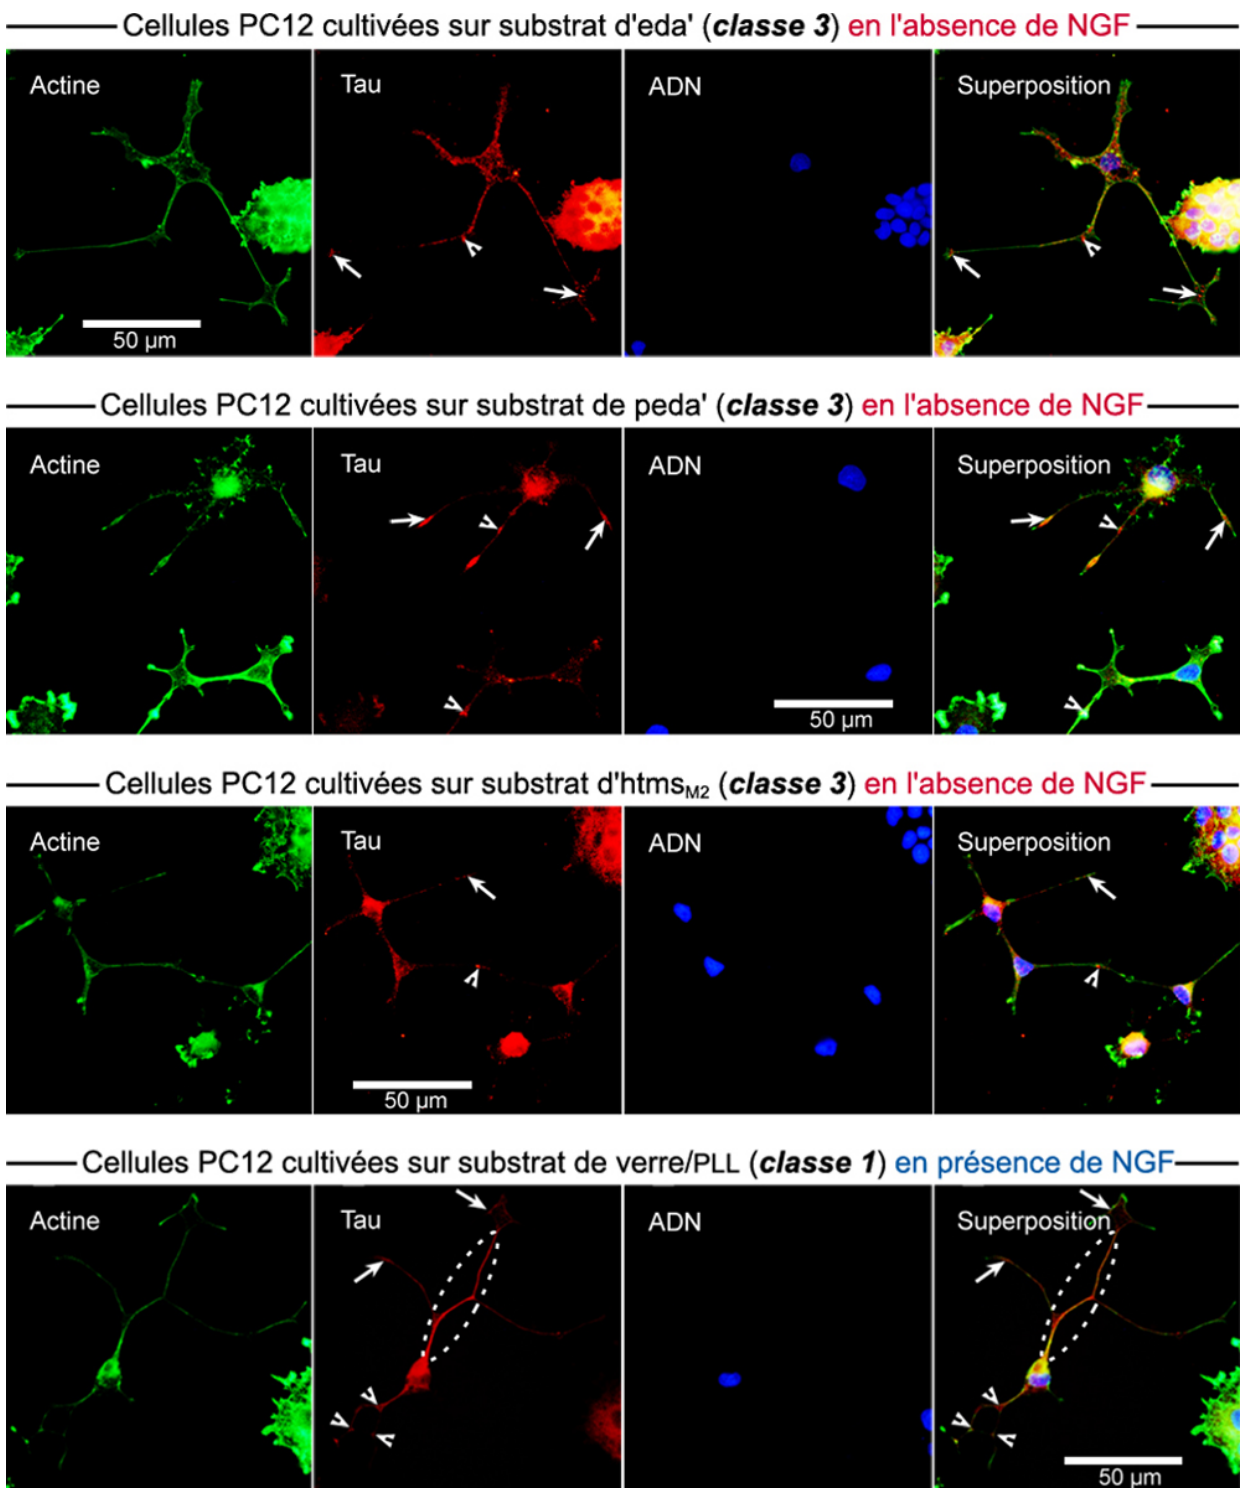 Cellules PC12 cultivées sur substrat d'eda' (classe 3) en l'absence de NGF
Actine Tau ADN Superposition
50 µm
Cellules PC12 cultivées sur substrat de peda' (classe 3) en l'absence de NGF
Actine Tau ADN Superposition
50 µm
Cellules PC12 cultivées sur substrat d'htmsM2 (classe 3) en l'absence de NGF
Actine Tau ADN Superposition
50 µm
Cellules PC12 cultivées sur substrat de verre/PLL (classe 1) en présence de NGF
Actine Tau ADN Superposition
50 µm